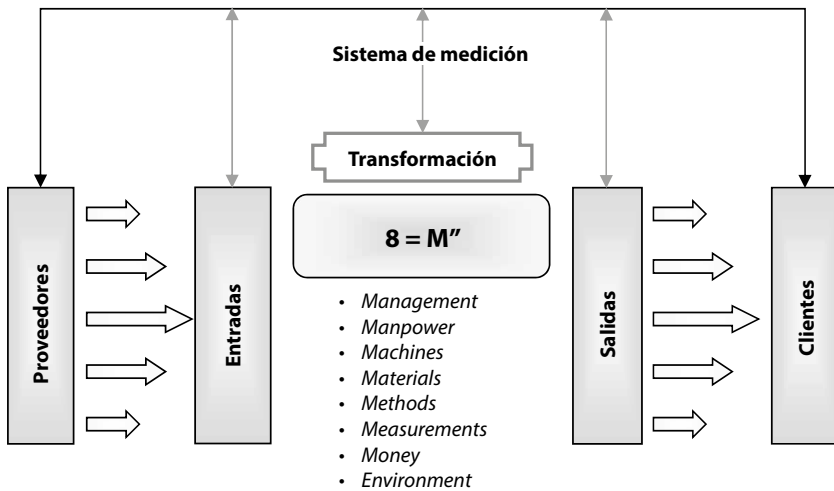 Sistema de medición
Transformación
Proveedores
Entradas
8 = M”
• Management
• Manpower
• Machines
• Materials
• Methods
• Measurements
• Money
• Environment
Salidas
Clientes